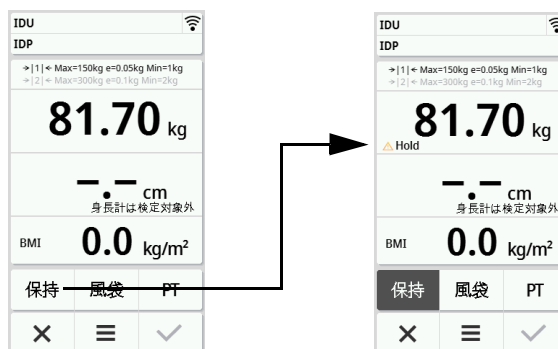 IDU
IDP
→|1|← Max=150kg e=0.05kg Min=1kg
→|2|← Max=300kg e=0.1kg Min=2kg
81.70 kg
–.– cm
身長計は検定対象外
BMI 0.0 kg/m²
保持 風袋 PT
IDU
IDP
→|1|← Max=150kg e=0.05kg Min=1kg
→|2|← Max=300kg e=0.1kg Min=2kg
81.70 kg
Hold
–.– cm
身長計は検定対象外
BMI 0.0 kg/m²
保持 風袋 PT